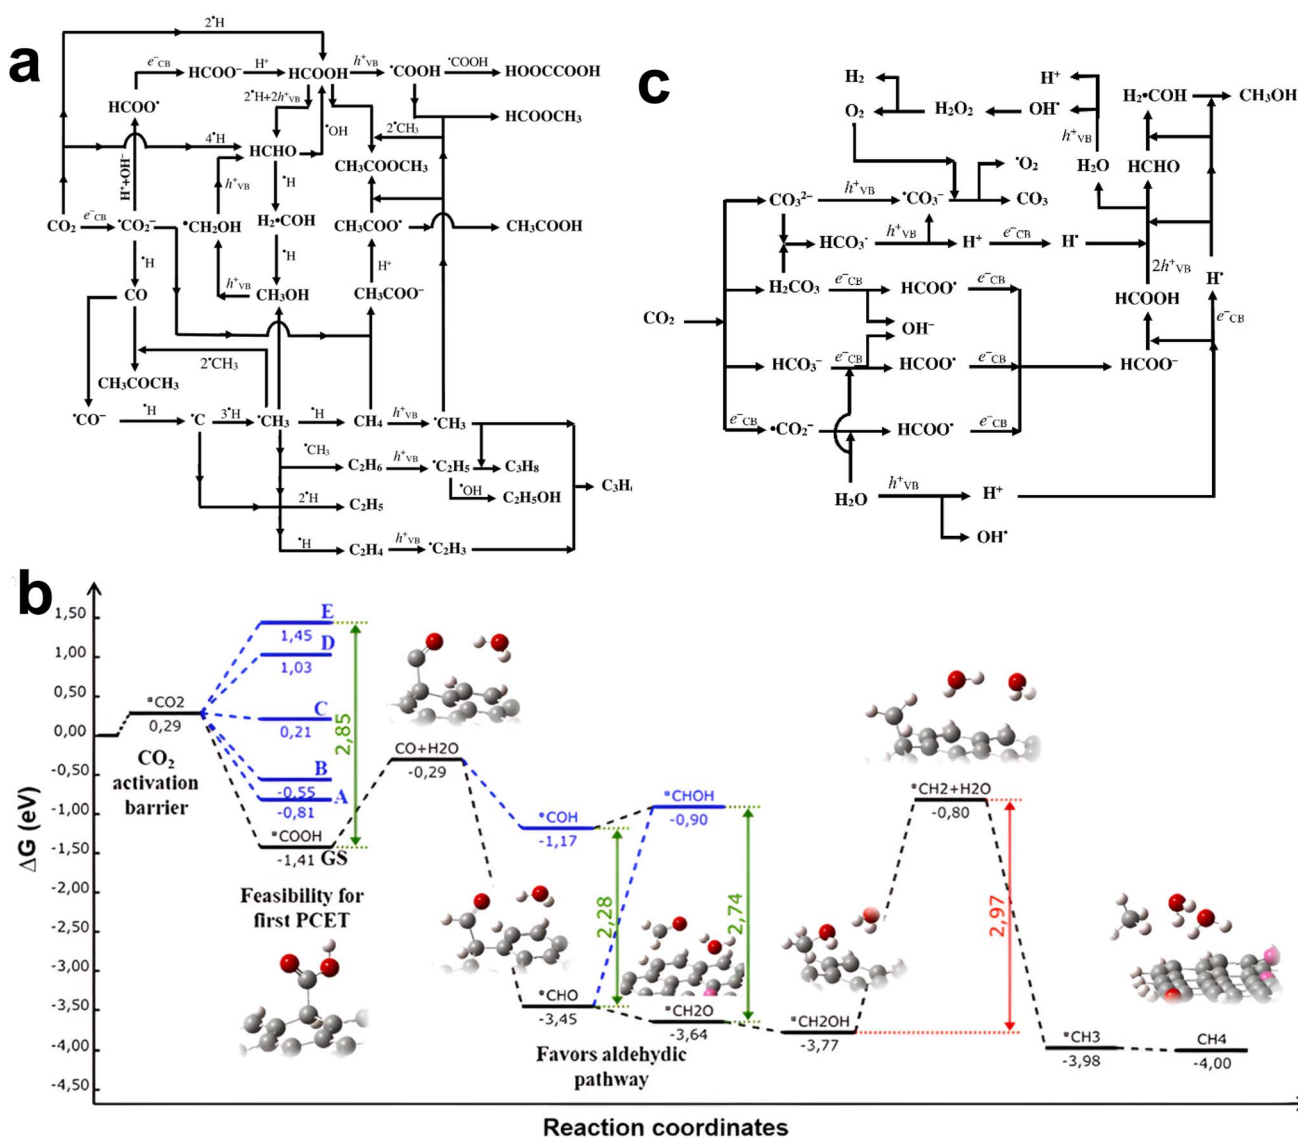 a
2•H
e⁻CB
HCOO⁻
H⁺
HCOOH
h⁺VB
•COOH
•COOH
HOOCCOOH
HCOO•
2•H+2h⁺VB
•OH
2•CH3
HCOOCH3
4•H
HCHO
CH3COOCH3
H⁺+OH⁻
h⁺VB
•H
CO2
e⁻CB
•CO2⁻
•CH2OH
H2•COH
CH3COO•
CH3COOH
•H
•H
H⁺
CO
h⁺VB
CH3OH
CH3COO⁻
2•CH3
CH3COCH3
•CO⁻
•H
•C
3•H
•CH3
•H
CH4
h⁺VB
•CH3
•CH3
C2H6
h⁺VB
•C2H5
C3H8
•OH
C2H5OH
2•H
C2H5
•H
C2H4
h⁺VB
•C2H3
c
H2
H⁺
H2•COH
CH3OH
O2
H2O2
OH•
h⁺VB
•O2
H2O
HCHO
CO3²⁻
h⁺VB
•CO3⁻
CO3
HCO3⁻
h⁺VB
H⁺
e⁻CB
H•
2h⁺VB
H•
H2CO3
e⁻CB
HCOO•
e⁻CB
HCOOH
CO2
OH⁻
e⁻CB
HCO3⁻
e⁻CB
HCOO•
e⁻CB
HCOO⁻
e⁻CB
•CO2⁻
HCOO•
e⁻CB
H2O
h⁺VB
H⁺
OH•
b
ΔG (eV)
1,50
1,00
0,50
0,00
-0,50
-1,00
-1,50
-2,00
-2,50
-3,00
-3,50
-4,00
-4,50
*CO2
0,29
CO2
activation
barrier
E
1,45
D
1,03
C
0,21
B
-0,55
A
-0,81
*COOH
-1,41
GS
2,85
Feasibility for
first PCET
CO+H2O
-0,29
*COH
-1,17
*CHOH
-0,90
2,28
2,74
*CHO
-3,45
*CH2O
-3,64
Favors aldehydic
pathway
*CH2OH
-3,77
*CH2+H2O
-0,80
2,97
*CH3
-3,98
CH4
-4,00
Reaction coordinates